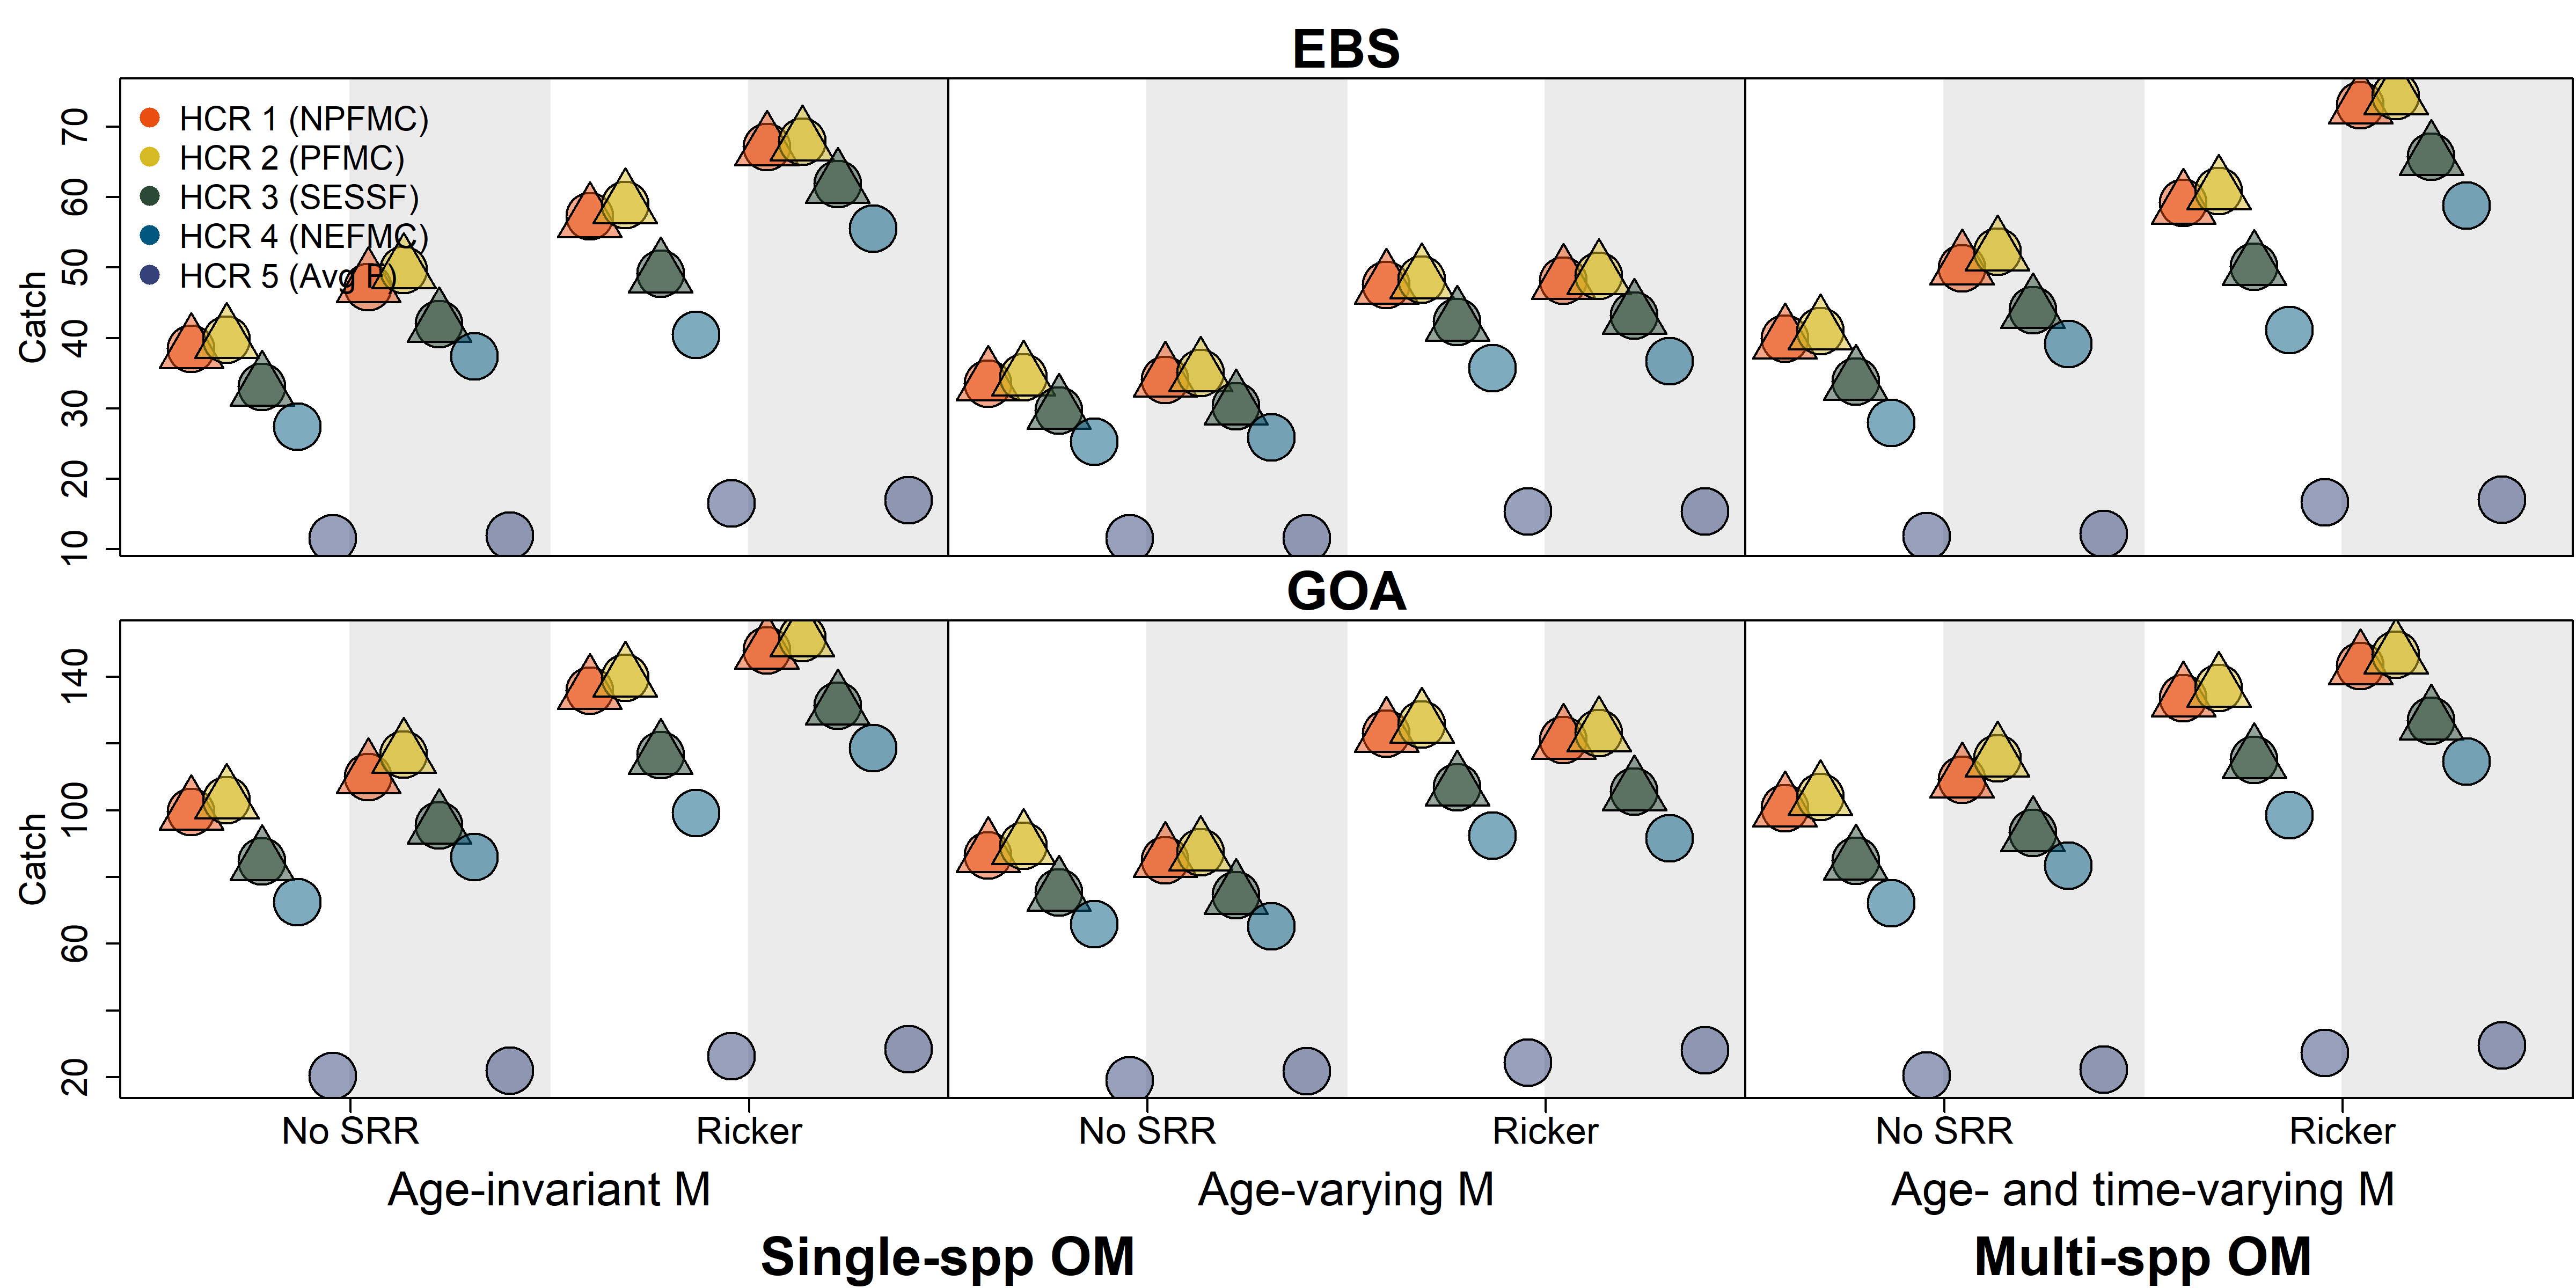 EBS
Catch
70
60
50
40
30
20
10
HCR 1 (NPFMC)
HCR 2 (PFMC)
HCR 3 (SESSF)
HCR 4 (NEFMC)
HCR 5 (Avg F)
GOA
Catch
140
100
60
20
No SRR Ricker No SRR Ricker No SRR Ricker
Age-invariant M Age-varying M Age- and time-varying M
Single-spp OM Multi-spp OM